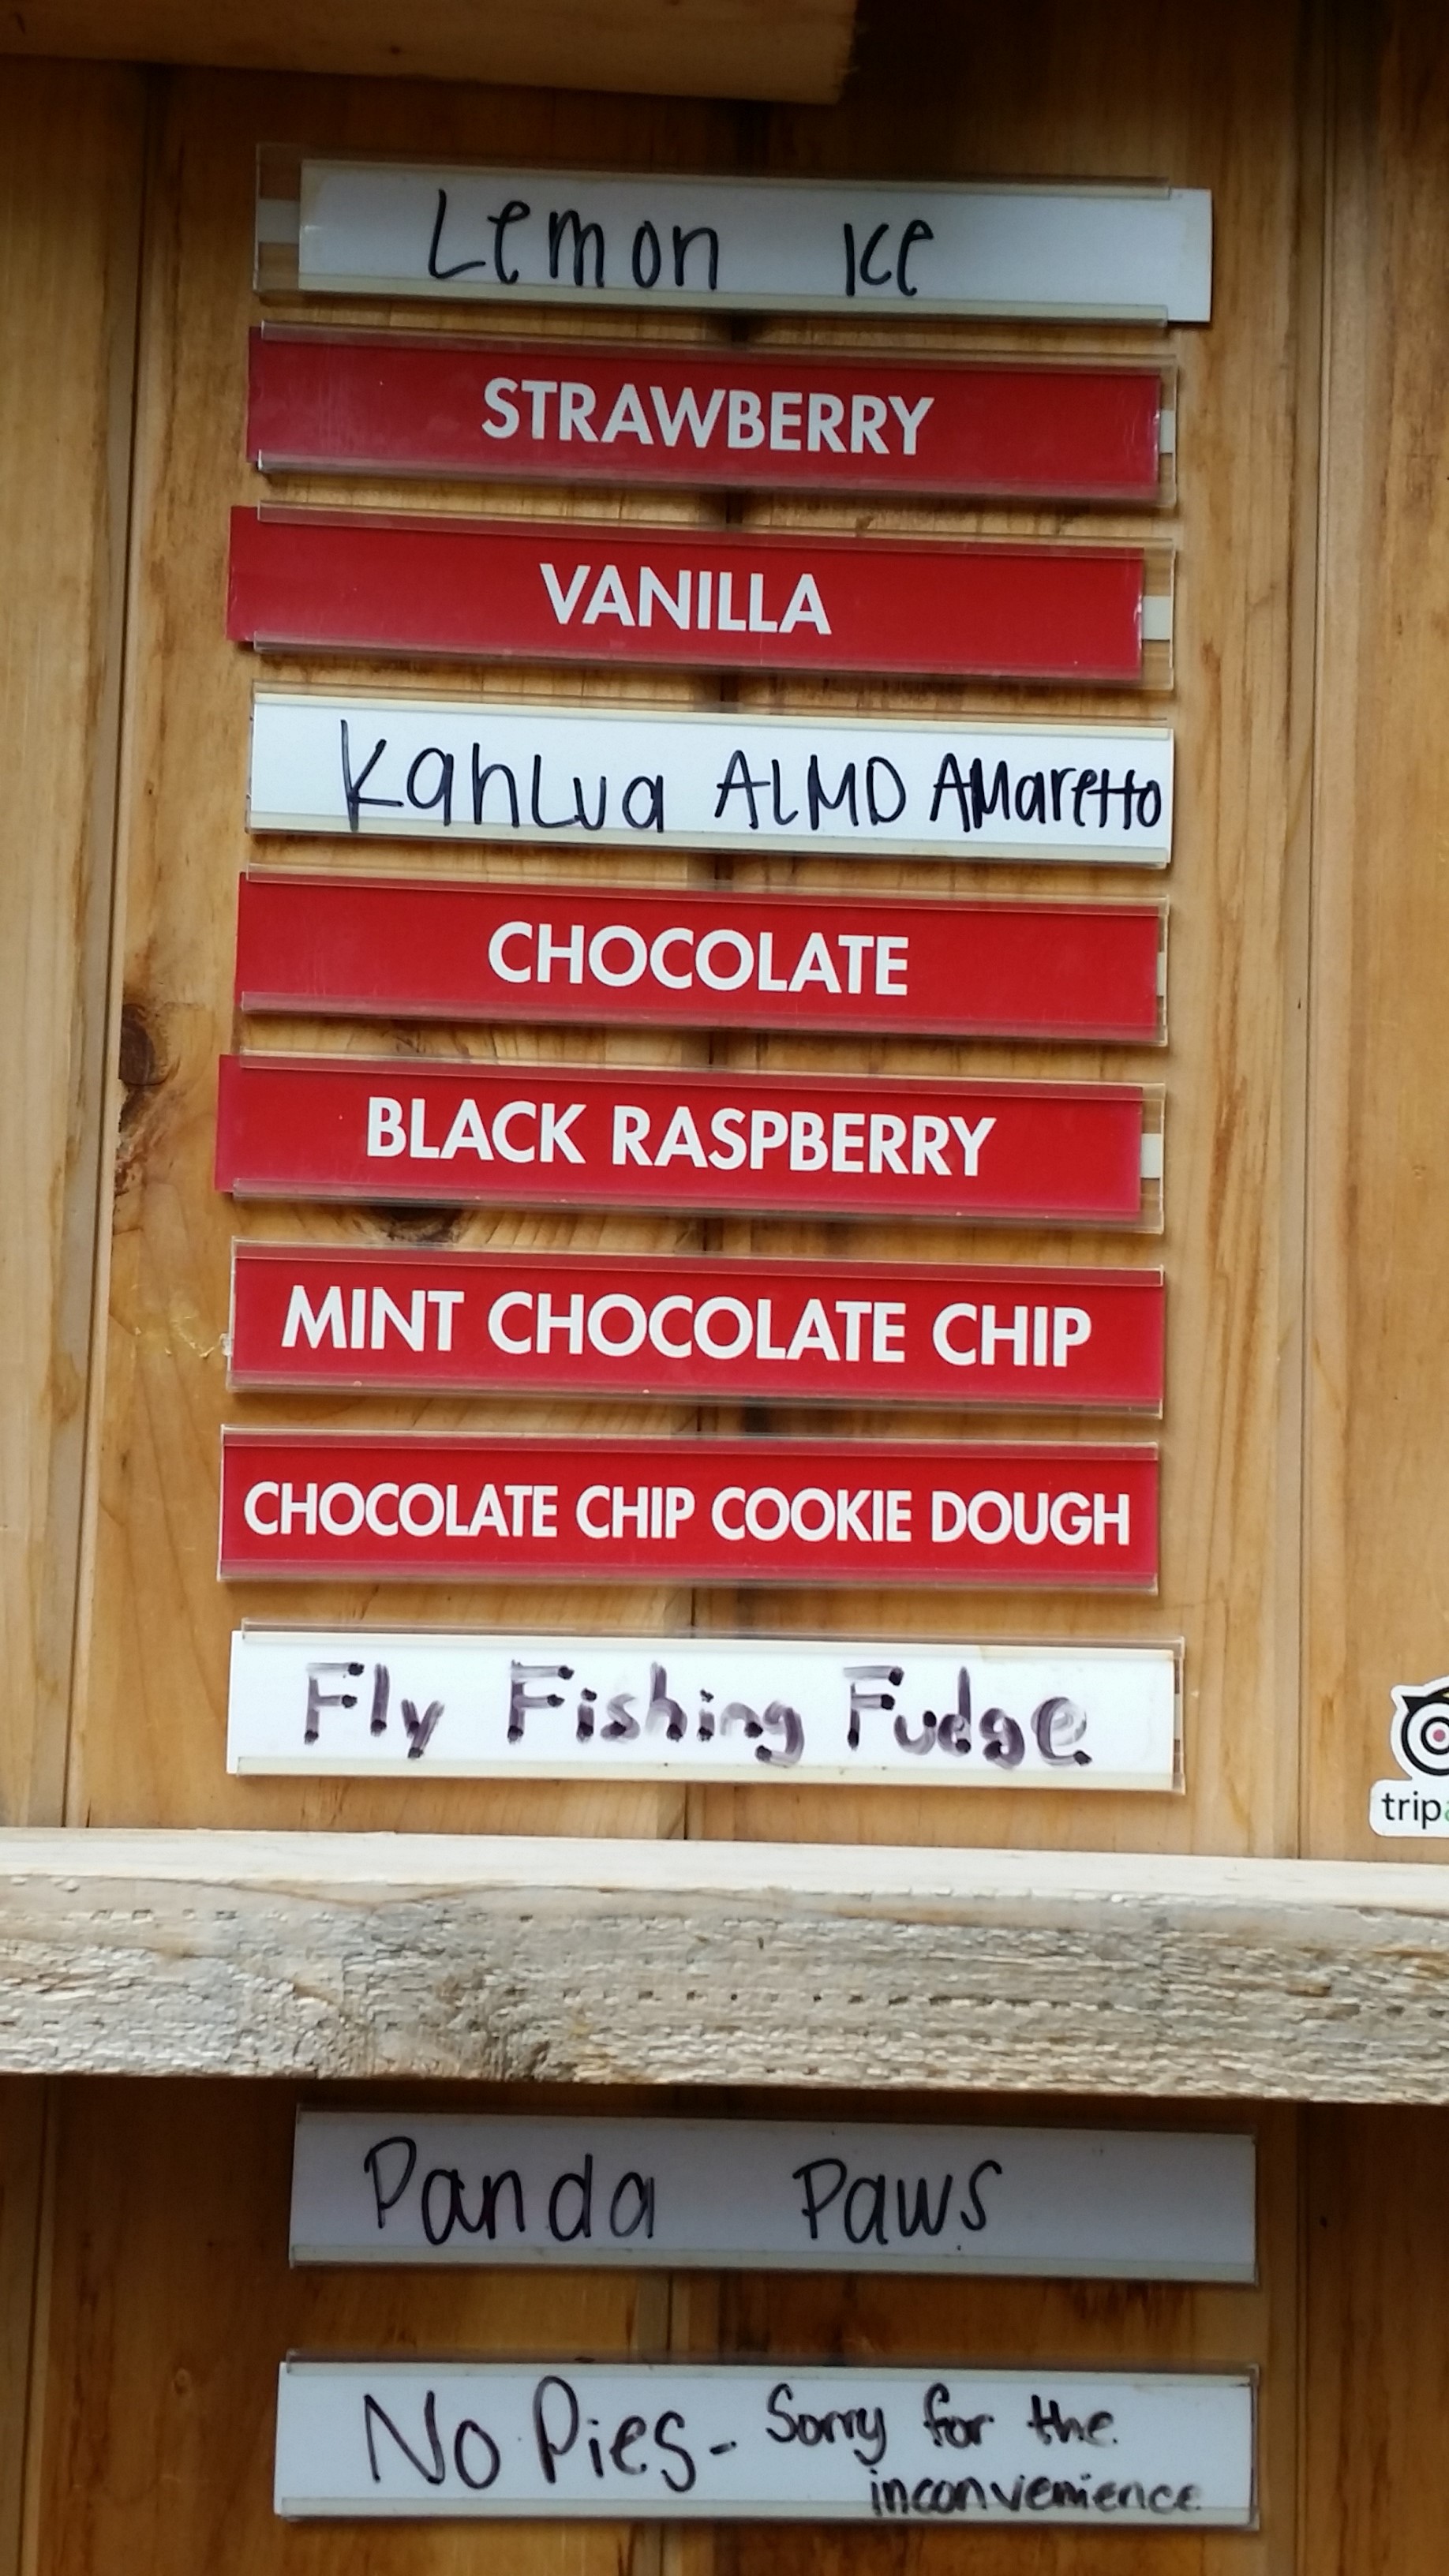 Lemon Ice
STRAWBERRY
VANILLA
KahLua ALMD AMaretto
CHOCOLATE
BLACK RASPBERRY
MINT CHOCOLATE CHIP
CHOCOLATE CHIP COOKIE DOUGH
Fly Fishing Fudge
Panda Paws
No Pies - Sorry for the
inconvenience